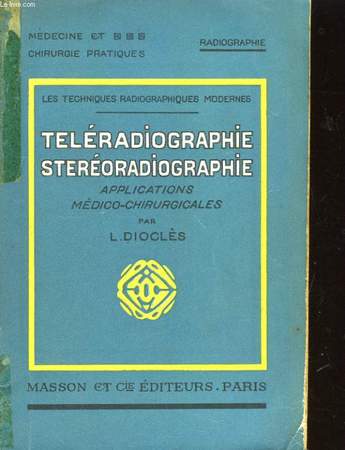 MEDECINE ET
CHIRURGIE PRATIQUES
RADIOGRAPHIE
LES TECHNIQUES RADIOGRAPHIQUES MODERNES
TELÉRADIOGRAPHIE
STERÉORADIOGRAPHIE
APPLICATIONS
MÉDICO-CHIRURGICALES
PAR
L. DIOCLÈS
MASSON ET CIE ÉDITEURS. PARIS